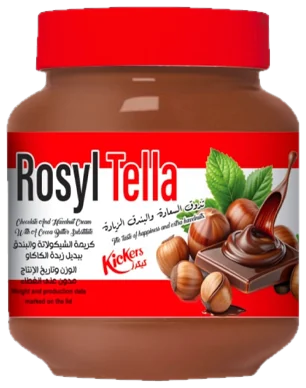 Rosyl Tella
Chocolate And Hazelnut Cream
With of Cocoa Butter Substitute
كريمة الشيكولاتة والبندق
ببديل زبدة الكاكاو
الوزن وتاريخ الإنتاج
مدون على الغطاء
Weight and production date
marked on the lid
تذوق السعادة والبندق الزيادة
The taste of happiness and extra hazelnuts
Kickers
كيكرز